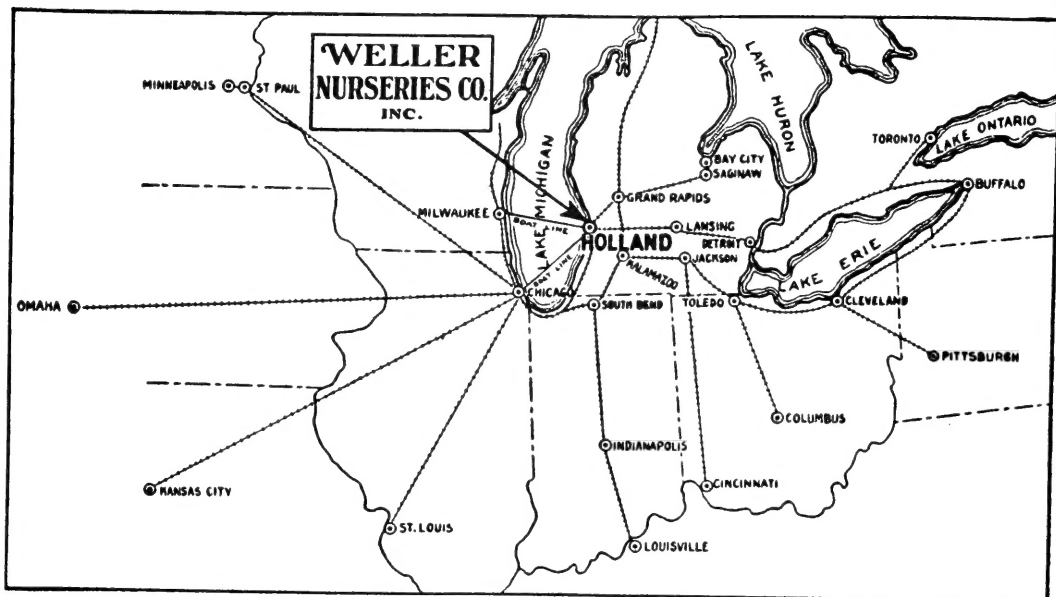 WELLER
NURSERIES CO.
INC.
MINNEAPOLIS
ST PAUL
LAKE HURON
LAKE MICHIGAN
TORONTO
LAKE ONTARIO
BAY CITY
SAGINAW
BUFFALO
GRAND RAPIDS
MILWAUKEE
BOAT LINE
HOLLAND
LANSING
DETROIT
JACKSON
KALAMAZOO
LAKE ERIE
BOAT LINE
OMAHA
CHICAGO
SOUTH BEND
TOLEDO
CLEVELAND
PITTSBURGH
COLUMBUS
INDIANAPOLIS
KANSAS CITY
CINCINNATI
ST. LOUIS
LOUISVILLE